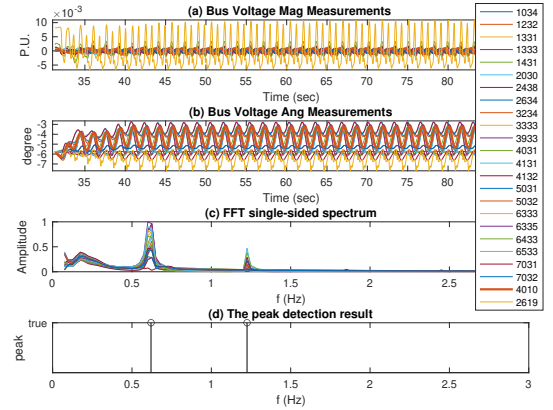 (a) Bus Voltage Mag Measurements
×10⁻³
P.U.
10
5
0
-5
35 40 45 50 55 60 65 70 75 80 85
Time (sec)
(b) Bus Voltage Ang Measurements
degree
-3
-4
-5
-6
-7
35 40 45 50 55 60 65 70 75 80 85
Time (sec)
(c) FFT single-sided spectrum
Amplitude
1
0.5
0
0 0.5 1 1.5 2 2.5
f (Hz)
(d) The peak detection result
peak
true
0 0.5 1 1.5 2 2.5 3
f (Hz)
1034
1232
1331
1333
1431
2030
2438
2634
3234
3333
3933
4031
4131
4132
5031
5032
6333
6335
6433
6533
7031
7032
4010
2619